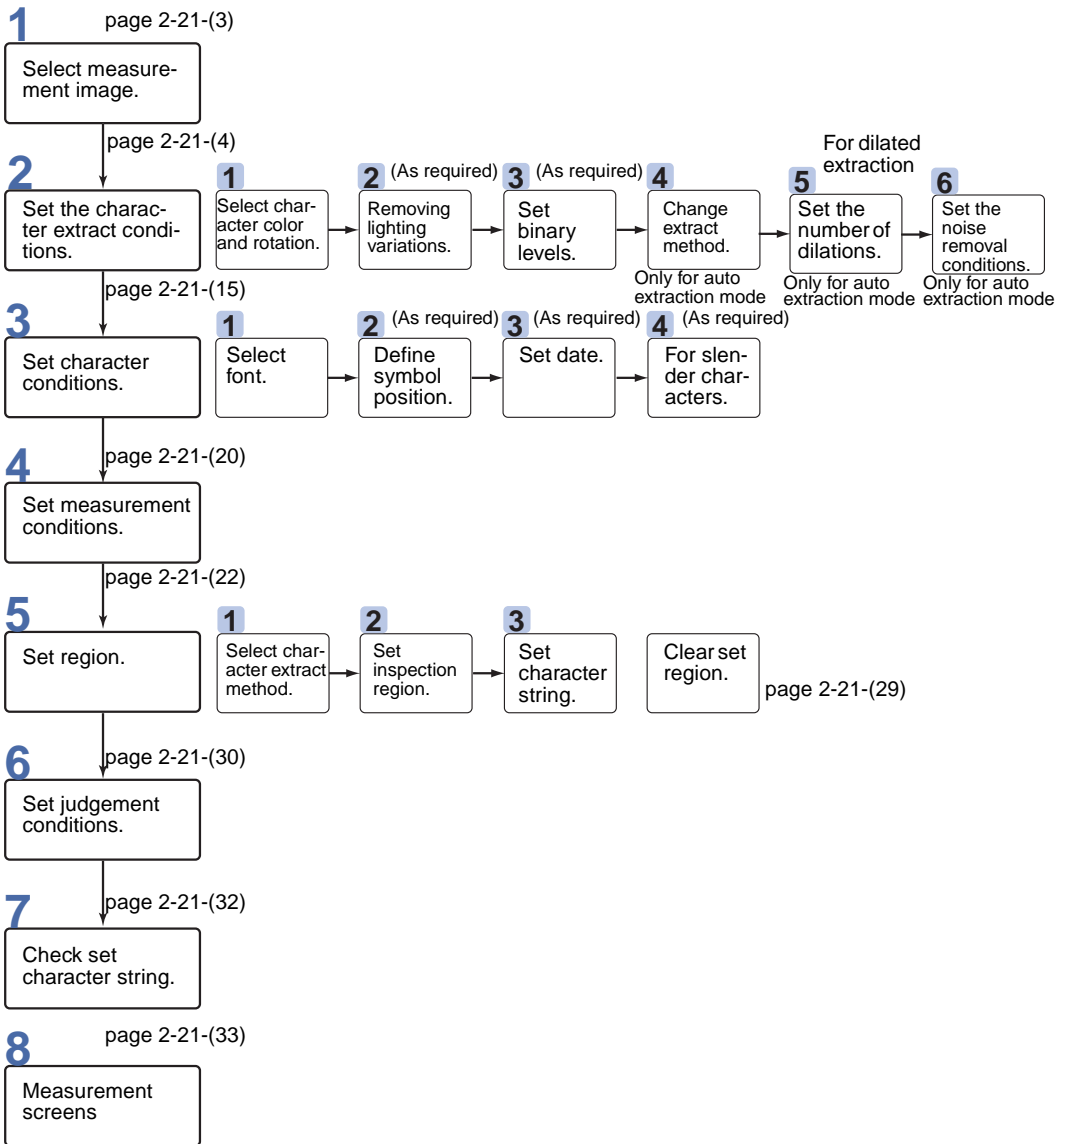 1
page 2-21-(3)
Select measure-
ment image.
page 2-21-(4)
2
Set the charac-
ter extract condi-
tions.
1
Select char-
acter color
and rotation.
2 (As required)
Removing
lighting
variations.
3 (As required)
Set
binary
levels.
4
Change
extract
method.
Only for auto
extraction mode
For dilated
extraction
5
Set the
number of
dilations.
Only for auto
extraction mode
6
Set the
noise
removal
conditions.
Only for auto
extraction mode
page 2-21-(15)
3
Set character
conditions.
1
Select
font.
2 (As required)
Define
symbol
position.
3 (As required)
Set date.
4 (As required)
For slen-
der char-
acters.
page 2-21-(20)
4
Set measurement
conditions.
page 2-21-(22)
5
Set region.
1
Select char-
acter extract
method.
2
Set
inspection
region.
3
Set
character
string.
Clear set
region.
page 2-21-(29)
page 2-21-(30)
6
Set judgement
conditions.
page 2-21-(32)
7
Check set
character string.
page 2-21-(33)
8
Measurement
screens